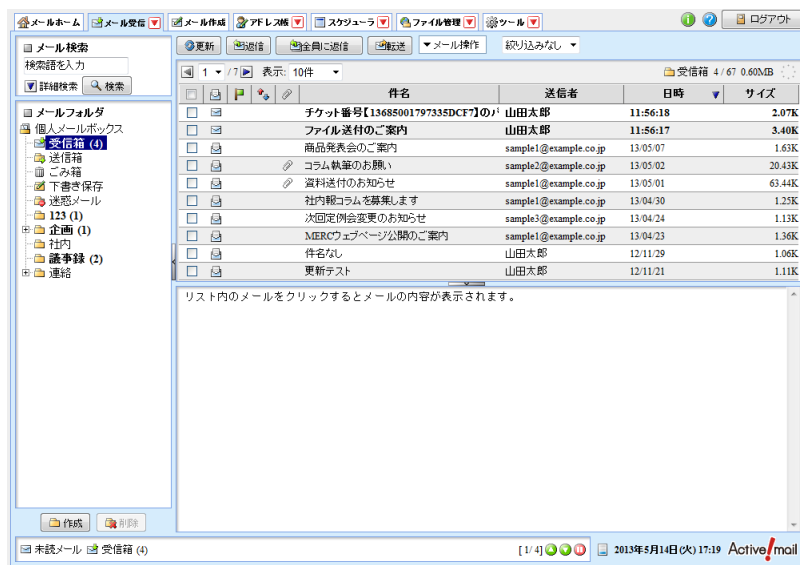 メールホーム メール受信 メール作成 アドレス帳 スケジューラ ファイル管理 ツール ログアウト
メール検索
検索語を入力
詳細検索 検索
メールフォルダ
個人メールボックス
受信箱 (4)
送信箱
ごみ箱
下書き保存
迷惑メール
123 (1)
企画 (1)
社内
議事録 (2)
連絡
作成 削除
更新 返信 全員に返信 転送 ▼メール操作 絞り込みなし
1 / 7 表示: 10件 受信箱 4 / 67 0.60MB
件名 送信者 日時 サイズ
チケット番号【13685001797335DCF7】の 山田太郎 11:56:18 2.07K
ファイル送付のご案内 山田太郎 11:56:17 3.40K
商品発表会のご案内 sample1@example.co.jp 13/05/07 1.63K
コラム執筆のお願い sample2@example.co.jp 13/05/02 20.43K
資料送付のお知らせ sample1@example.co.jp 13/05/01 63.44K
社内報コラムを募集します sample1@example.co.jp 13/04/30 1.25K
次回定例会変更のお知らせ sample1@example.co.jp 13/04/24 1.13K
MERCウェブページ公開のご案内 sample1@example.co.jp 13/04/23 1.36K
件名なし 山田太郎 12/11/29 1.06K
更新テスト 山田太郎 12/11/21 1.11K
リスト内のメールをクリックするとメールの内容が表示されます。
未読メール 受信箱 (4) [ 1/ 4] 2013年5月14日(火) 17:19 Active! mail